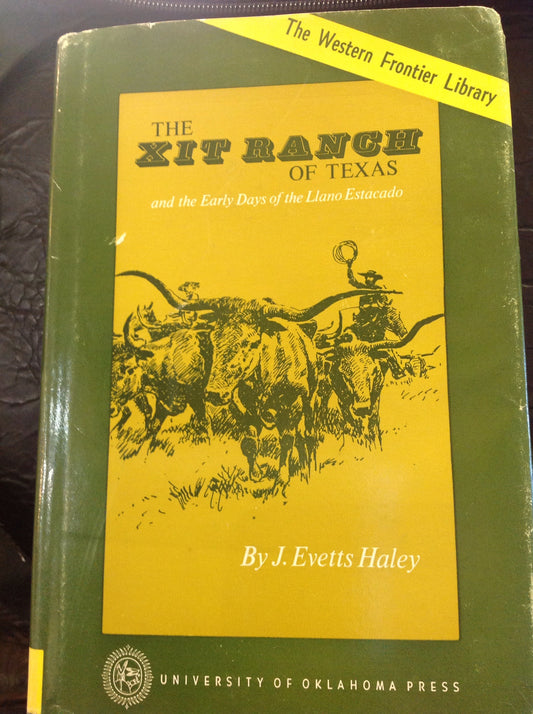 The Western Frontier Library
THE
XIT RANCH
OF TEXAS
and the Early Days of the Llano Estacado
By J. Evetts Haley
UNIVERSITY OF OKLAHOMA PRESS